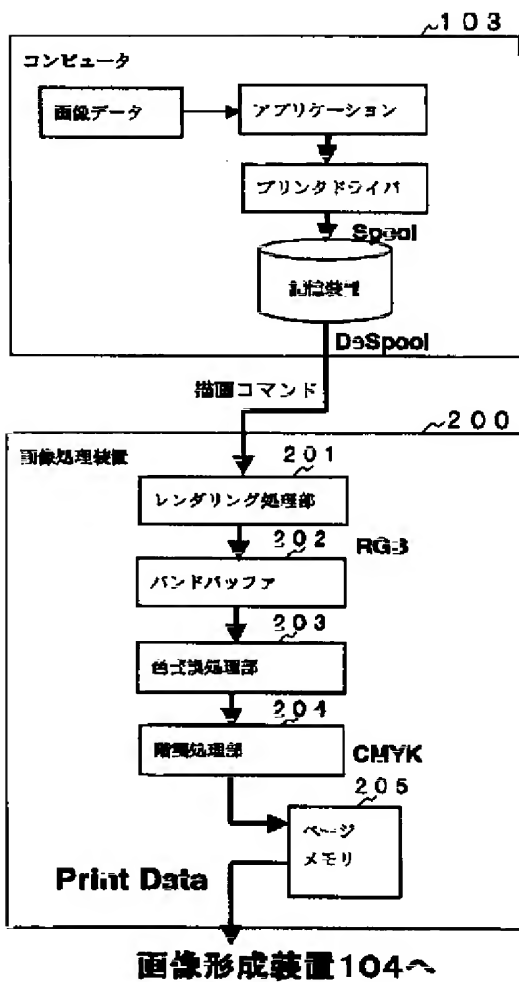 103
コンピュータ
画像データ
アプリケーション
プリンタドライバ
Spool
記憶装置
DeSpool
描画コマンド
200
画像処理装置
201
レンダリング処理部
202
RGB
バンドバッファ
203
色変換処理部
204
階調処理部
CMYK
205
ページ
メモリ
Print Data
画像形成装置104へ